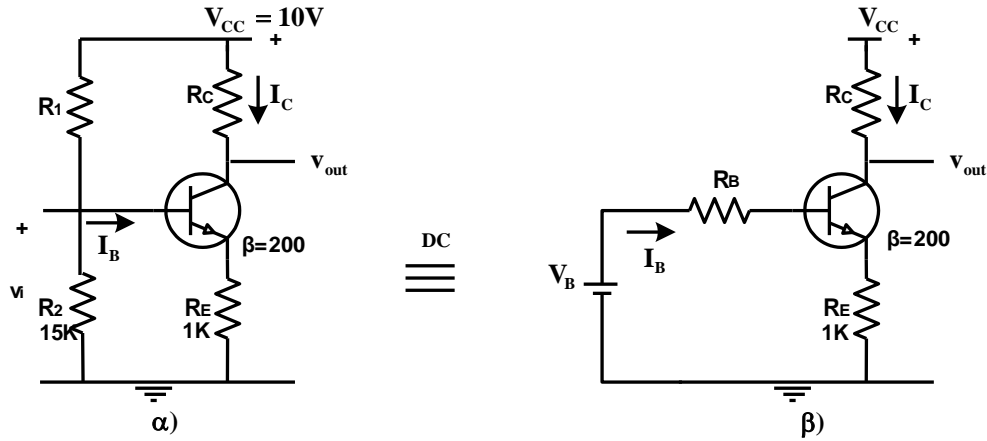 V_CC = 10V
+
R1
RC
I_C
v_out
+
I_B
β=200
vi
R2
15K
RE
1K
α)
DC
V_CC
+
RC
I_C
v_out
RB
I_B
β=200
V_B
RE
1K
β)